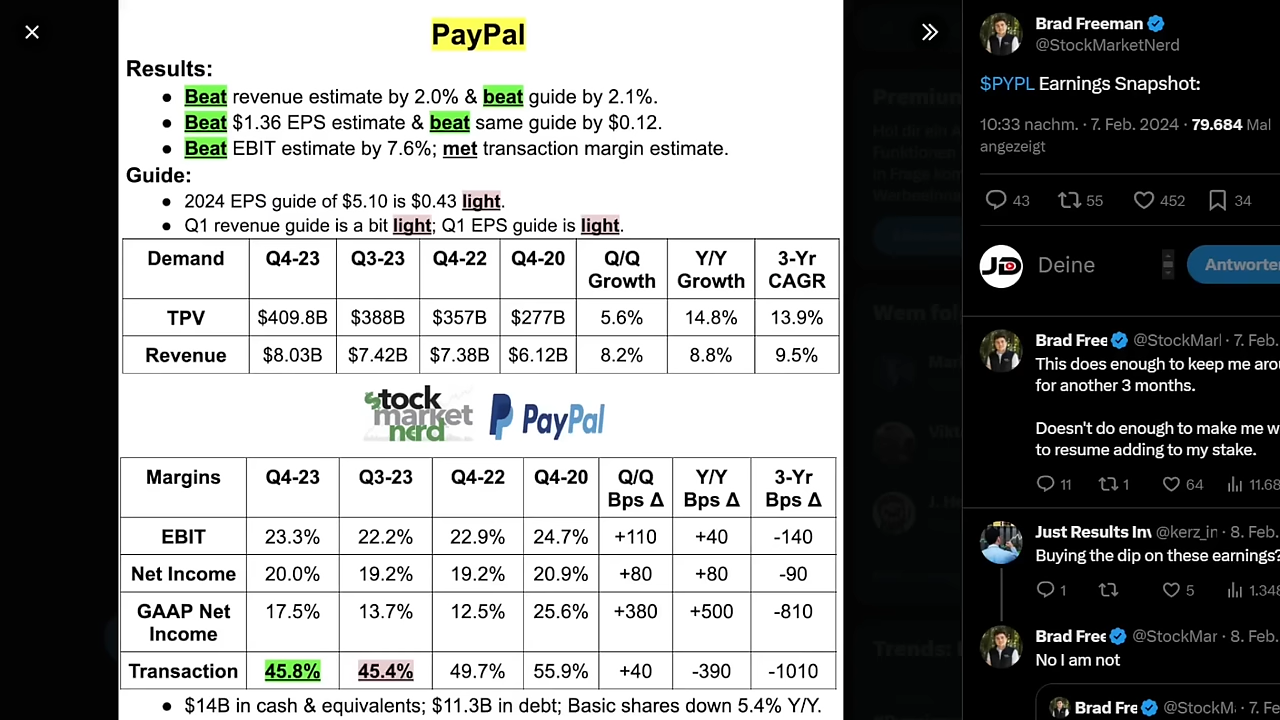 PayPal
Results:
● Beat revenue estimate by 2.0% & beat guide by 2.1%.
● Beat $1.36 EPS estimate & beat same guide by $0.12.
● Beat EBIT estimate by 7.6%; met transaction margin estimate.
Guide:
● 2024 EPS guide of $5.10 is $0.43 light.
● Q1 revenue guide is a bit light; Q1 EPS guide is light.
Demand Q4-23 Q3-23 Q4-22 Q4-20 Q/Q Growth Y/Y Growth 3-Yr CAGR
TPV $409.8B $388B $357B $277B 5.6% 14.8% 13.9%
Revenue $8.03B $7.42B $7.38B $6.12B 8.2% 8.8% 9.5%
stock
market
nerd
PayPal
Margins Q4-23 Q3-23 Q4-22 Q4-20 Q/Q Bps Δ Y/Y Bps Δ 3-Yr Bps Δ
EBIT 23.3% 22.2% 22.9% 24.7% +110 +40 -140
Net Income 20.0% 19.2% 19.2% 20.9% +80 +80 -90
GAAP Net Income 17.5% 13.7% 12.5% 25.6% +380 +500 -810
Transaction 45.8% 45.4% 49.7% 55.9% +40 -390 -1010
● $14B in cash & equivalents; $11.3B in debt; Basic shares down 5.4% Y/Y.
Brad Freeman
@StockMarketNerd
$PYPL Earnings Snapshot:
10:33 nachm. · 7. Feb. 2024 · 79.684 Mal
angezeigt
43 55 452 34
JD
Deine
Antworten
Brad Free @StockMarl · 7. Feb.
This does enough to keep me aro
for another 3 months.
Doesn't do enough to make me w
to resume adding to my stake.
11 1 64 11.68
Just Results Inv @kerz_in · 8. Feb.
Buying the dip on these earnings?
1 5 1.348
Brad Free @StockMar · 8. Feb.
No I am not
Brad Fre @StockM · 7. Fe